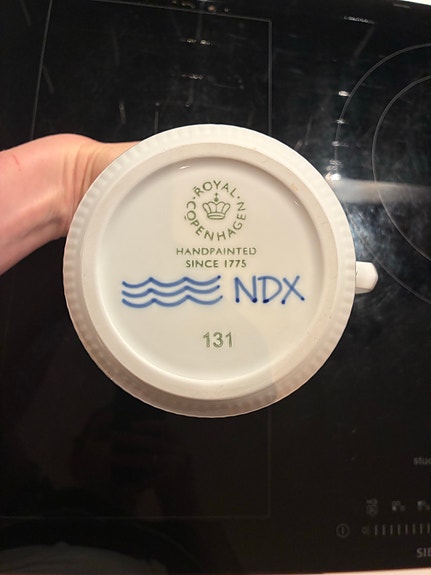 ROYAL
COPENHAGEN
HANDPAINTED
SINCE 1775
NDX
131